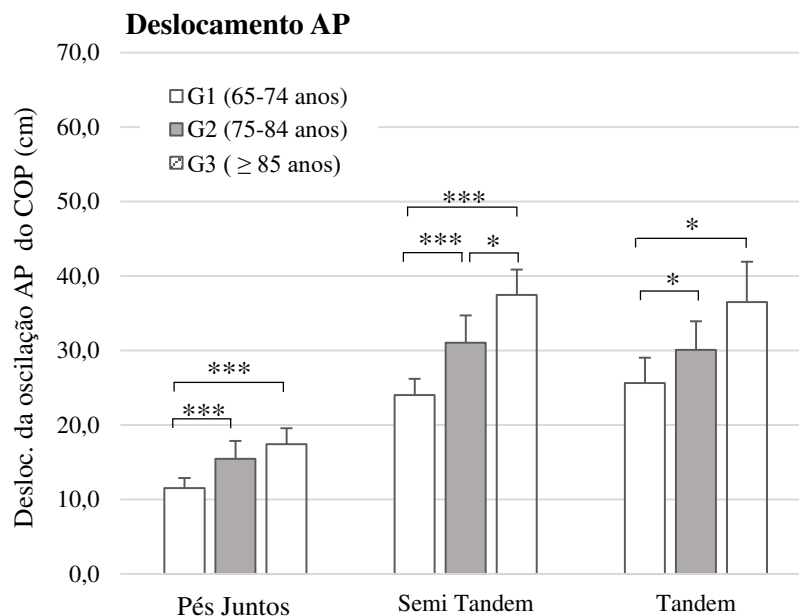 Deslocamento AP
70,0
60,0
50,0
40,0
30,0
20,0
10,0
0,0
Desloc. da oscilação AP do COP (cm)
G1 (65-74 anos)
G2 (75-84 anos)
G3 ( ≥ 85 anos)
***
***
***
***
*
*
*
Pés Juntos
Semi Tandem
Tandem